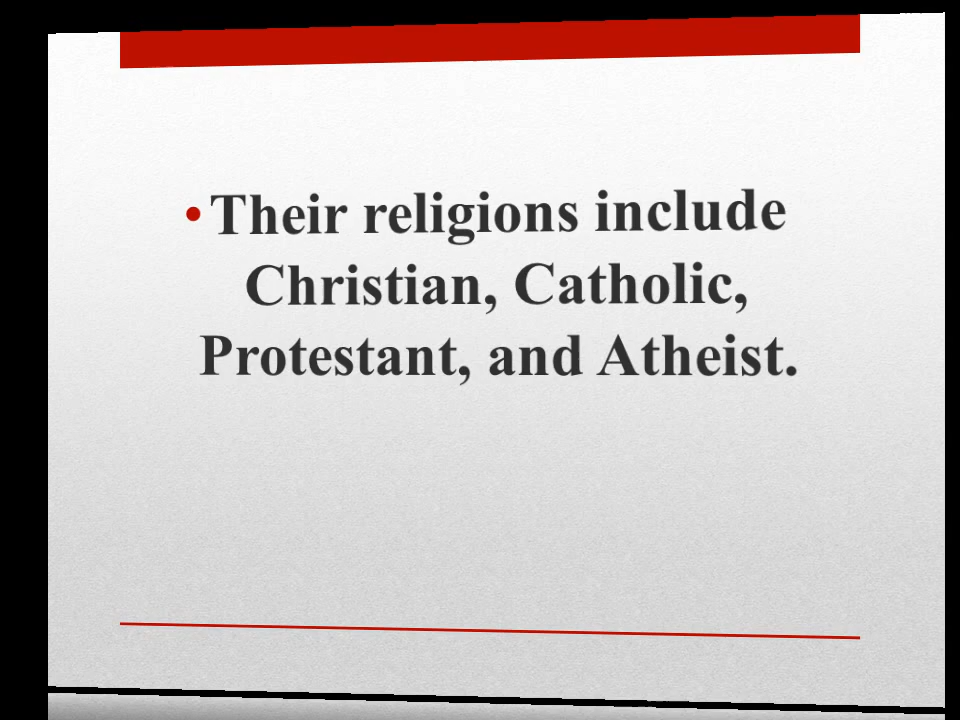 • Their religions include
Christian, Catholic,
Protestant, and Atheist.